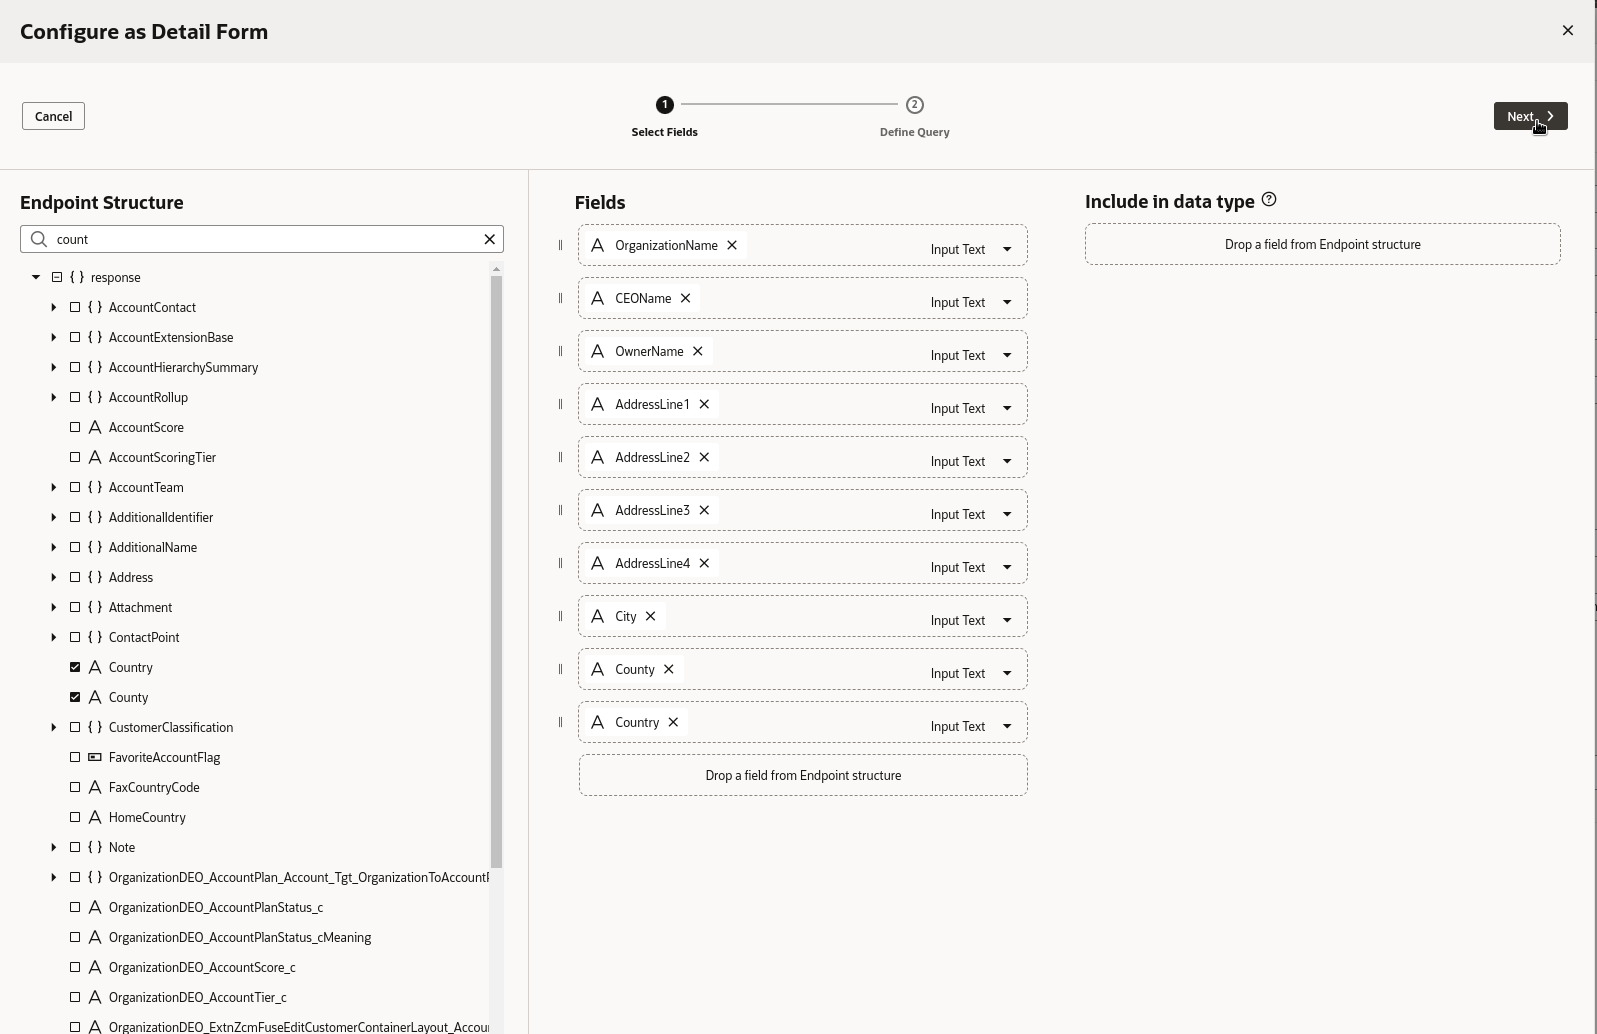 Configure as Detail Form
Cancel
1
2
Select Fields
Define Query
Next
Endpoint Structure
count
response
AccountContact
AccountExtensionBase
AccountHierarchySummary
AccountRollup
AccountScore
AccountScoringTier
AccountTeam
AdditionalIdentifier
AdditionalName
Address
Attachment
ContactPoint
Country
County
CustomerClassification
FavoriteAccountFlag
FaxCountryCode
HomeCountry
Note
OrganizationDEO_AccountPlan_Account_Tgt_OrganizationToAccountP
OrganizationDEO_AccountPlanStatus_c
OrganizationDEO_AccountPlanStatus_cMeaning
OrganizationDEO_AccountScore_c
OrganizationDEO_AccountTier_c
OrganizationDEO_ExtnZcmFuseEditCustomerContainerLayout_Accou
Fields
OrganizationName Input Text
CEOName Input Text
OwnerName Input Text
AddressLine1 Input Text
AddressLine2 Input Text
AddressLine3 Input Text
AddressLine4 Input Text
City Input Text
County Input Text
Country Input Text
Drop a field from Endpoint structure
Include in data type
Drop a field from Endpoint structure